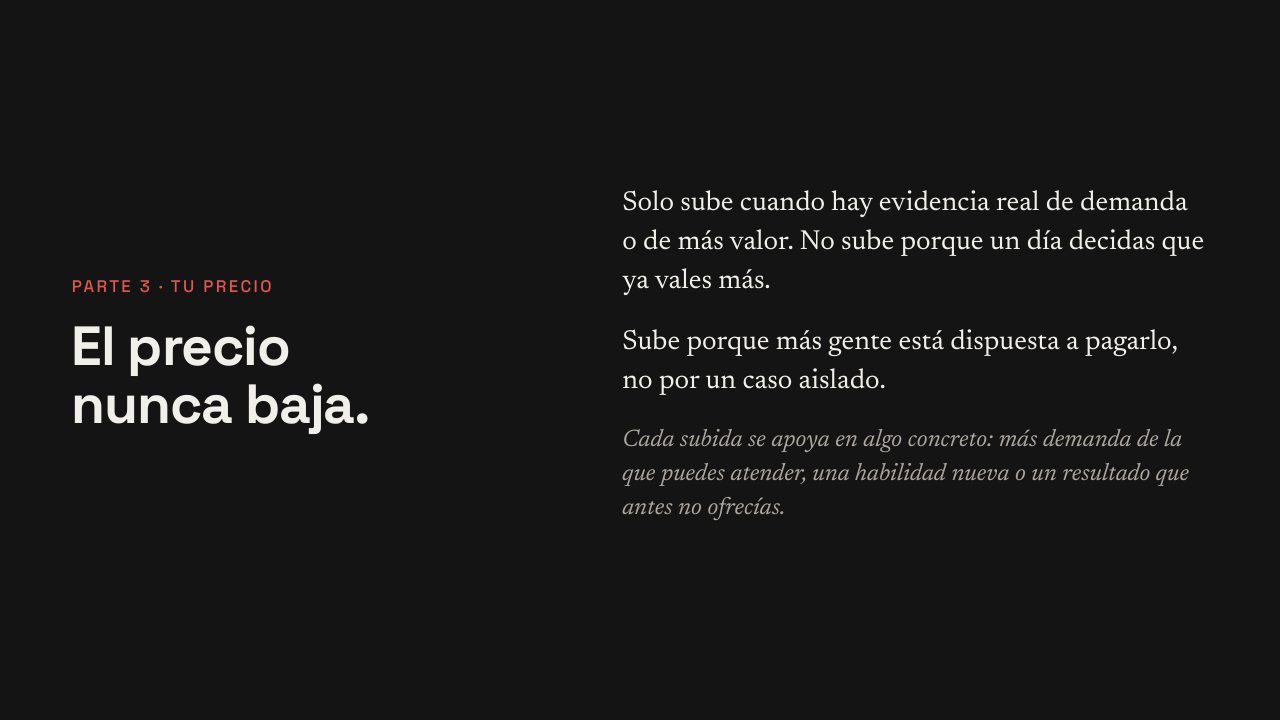 PARTE 3 · TU PRECIO
El precio
nunca baja.
Solo sube cuando hay evidencia real de demanda
o de más valor. No sube porque un día decidas que
ya vales más.
Sube porque más gente está dispuesta a pagarlo,
no por un caso aislado.
Cada subida se apoya en algo concreto: más demanda de la
que puedes atender, una habilidad nueva o un resultado que
antes no ofrecías.